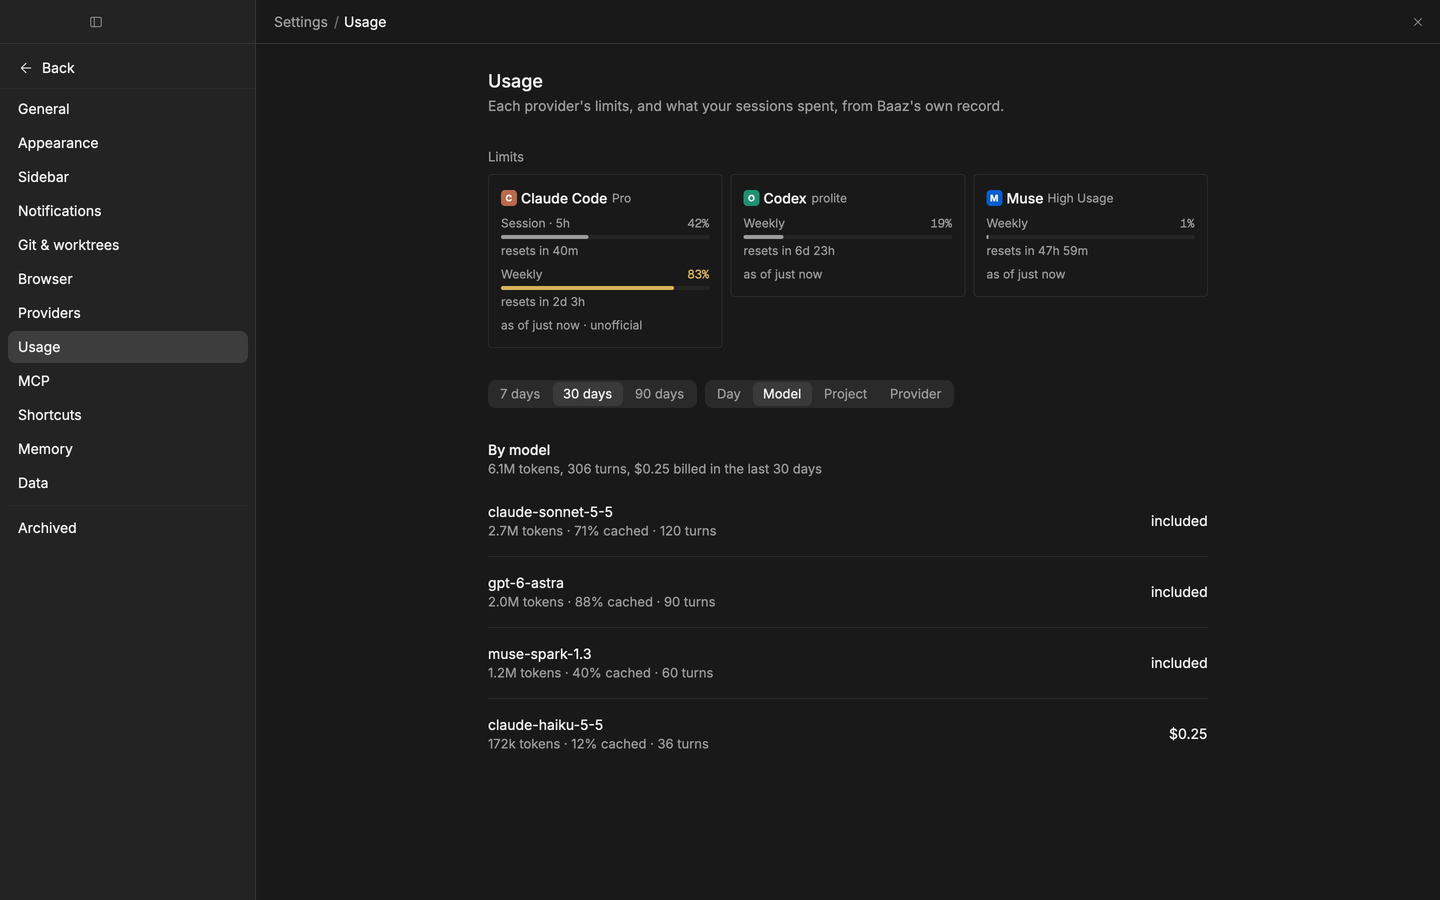 Settings / Usage
Back
General
Appearance
Sidebar
Notifications
Git & worktrees
Browser
Providers
Usage
MCP
Shortcuts
Memory
Data
Archived
Usage
Each provider's limits, and what your sessions spent, from Baaz's own record.
Limits
C Claude Code Pro
Session · 5h 42%
resets in 40m
Weekly 83%
resets in 2d 3h
as of just now · unofficial
O Codex prolite
Weekly 19%
resets in 6d 23h
as of just now
M Muse High Usage
Weekly 1%
resets in 47h 59m
as of just now
7 days 30 days 90 days Day Model Project Provider
By model
6.1M tokens, 306 turns, $0.25 billed in the last 30 days
claude-sonnet-5-5
2.7M tokens · 71% cached · 120 turns
included
gpt-6-astra
2.0M tokens · 88% cached · 90 turns
included
muse-spark-1.3
1.2M tokens · 40% cached · 60 turns
included
claude-haiku-5-5
172k tokens · 12% cached · 36 turns
$0.25